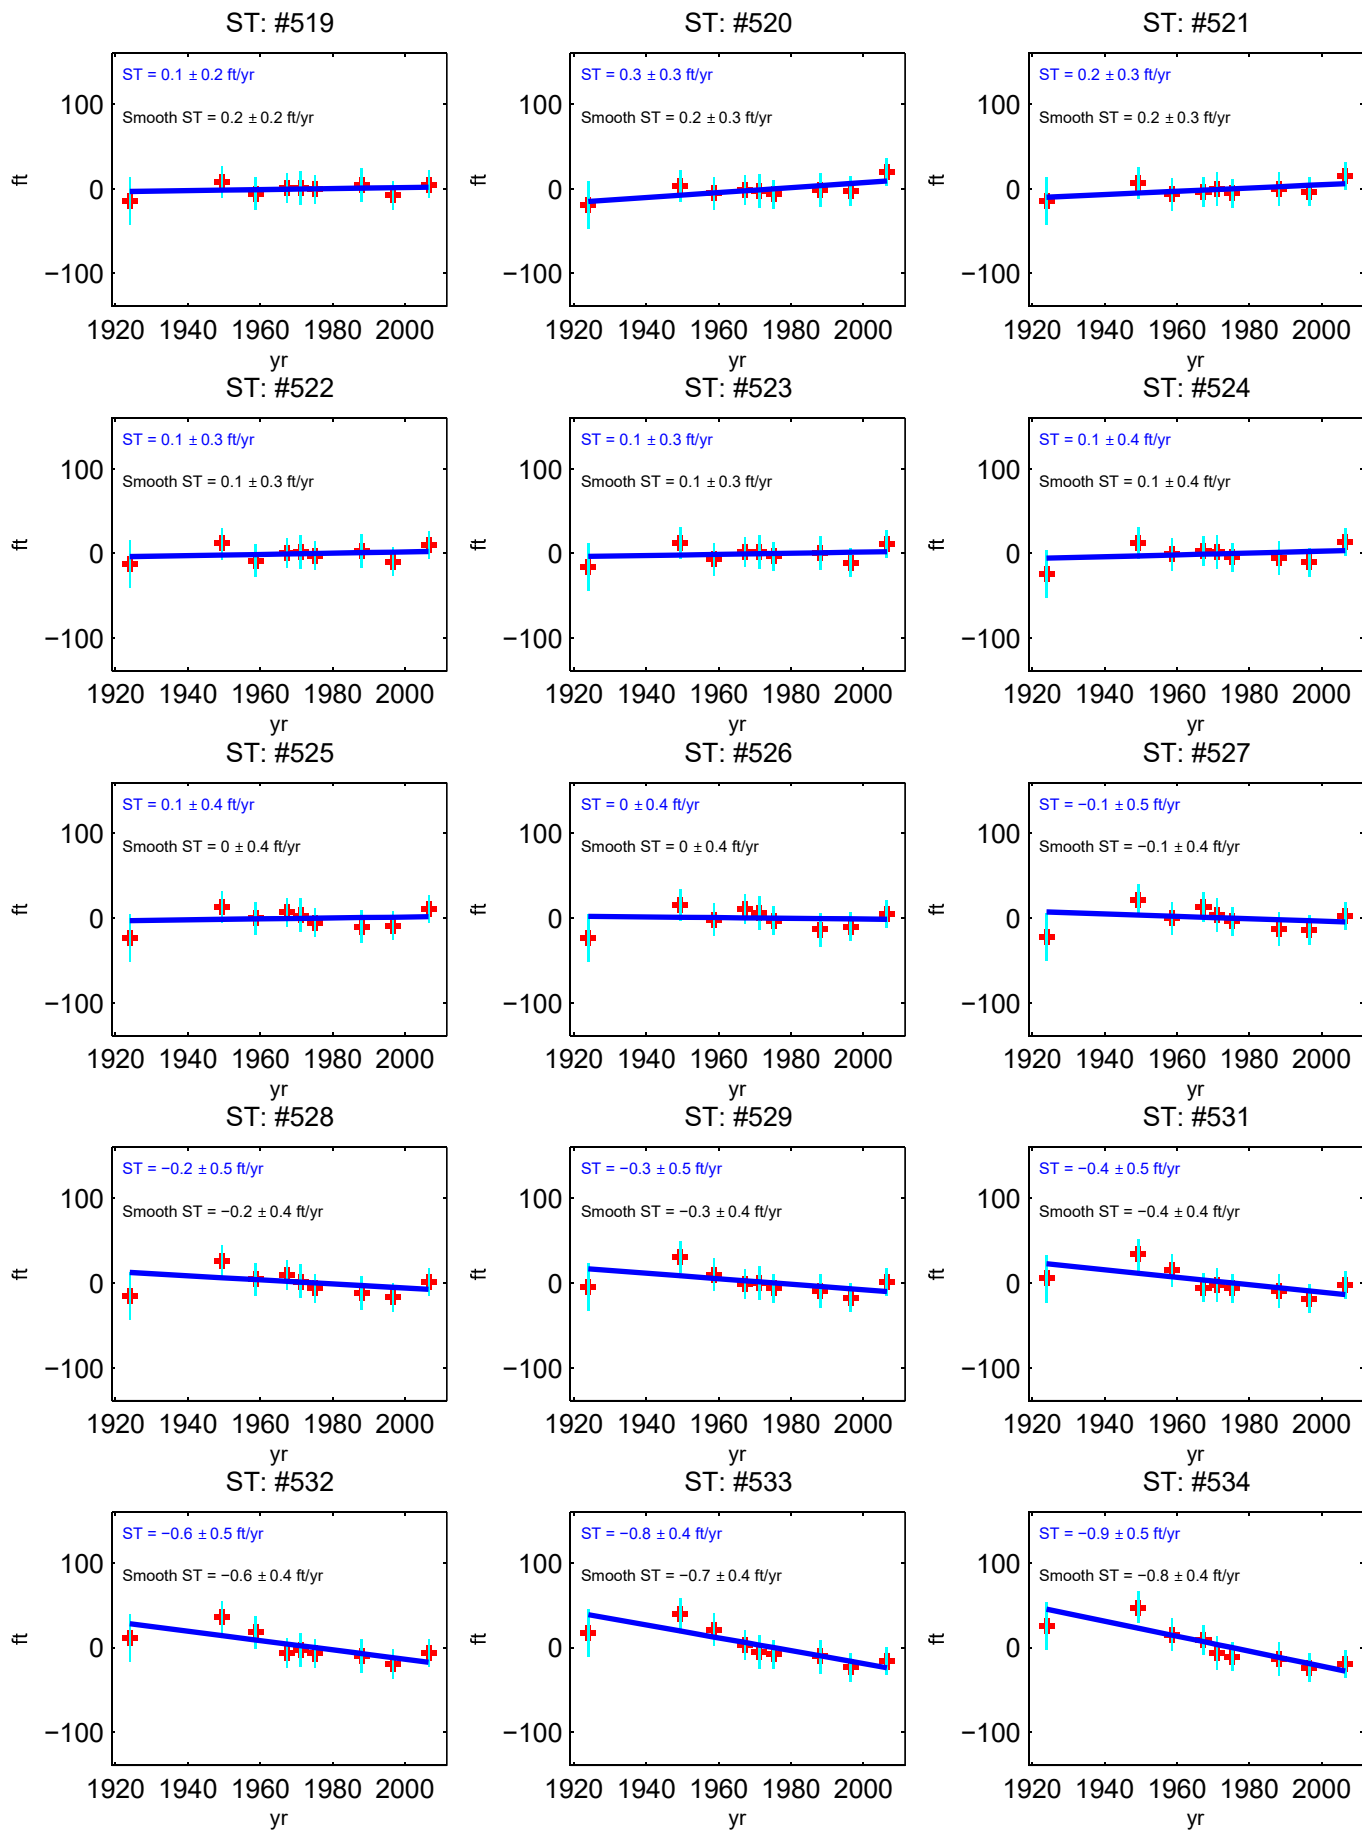 ST: #519 ST: #520 ST: #521
ST = 0.1 ± 0.2 ft/yr ST = 0.3 ± 0.3 ft/yr ST = 0.2 ± 0.3 ft/yr
100 100 100
Smooth ST = 0.2 ± 0.2 ft/yr Smooth ST = 0.2 ± 0.3 ft/yr Smooth ST = 0.2 ± 0.3 ft/yr
ft 0 ft 0 ft 0
−100 −100 −100
1920 1940 1960 1980 2000 1920 1940 1960 1980 2000 1920 1940 1960 1980 2000
yr yr yr
ST: #522 ST: #523 ST: #524
ST = 0.1 ± 0.3 ft/yr ST = 0.1 ± 0.3 ft/yr ST = 0.1 ± 0.4 ft/yr
100 100 100
Smooth ST = 0.1 ± 0.3 ft/yr Smooth ST = 0.1 ± 0.3 ft/yr Smooth ST = 0.1 ± 0.4 ft/yr
ft 0 ft 0 ft 0
−100 −100 −100
1920 1940 1960 1980 2000 1920 1940 1960 1980 2000 1920 1940 1960 1980 2000
yr yr yr
ST: #525 ST: #526 ST: #527
ST = 0.1 ± 0.4 ft/yr ST = 0 ± 0.4 ft/yr ST = −0.1 ± 0.5 ft/yr
100 100 100
Smooth ST = 0 ± 0.4 ft/yr Smooth ST = 0 ± 0.4 ft/yr Smooth ST = −0.1 ± 0.4 ft/yr
ft 0 ft 0 ft 0
−100 −100 −100
1920 1940 1960 1980 2000 1920 1940 1960 1980 2000 1920 1940 1960 1980 2000
yr yr yr
ST: #528 ST: #529 ST: #531
ST = −0.2 ± 0.5 ft/yr ST = −0.3 ± 0.5 ft/yr ST = −0.4 ± 0.5 ft/yr
100 100 100
Smooth ST = −0.2 ± 0.4 ft/yr Smooth ST = −0.3 ± 0.4 ft/yr Smooth ST = −0.4 ± 0.4 ft/yr
ft 0 ft 0 ft 0
−100 −100 −100
1920 1940 1960 1980 2000 1920 1940 1960 1980 2000 1920 1940 1960 1980 2000
yr yr yr
ST: #532 ST: #533 ST: #534
ST = −0.6 ± 0.5 ft/yr ST = −0.8 ± 0.4 ft/yr ST = −0.9 ± 0.5 ft/yr
100 100 100
Smooth ST = −0.6 ± 0.4 ft/yr Smooth ST = −0.7 ± 0.4 ft/yr Smooth ST = −0.8 ± 0.4 ft/yr
ft 0 ft 0 ft 0
−100 −100 −100
1920 1940 1960 1980 2000 1920 1940 1960 1980 2000 1920 1940 1960 1980 2000
yr yr yr